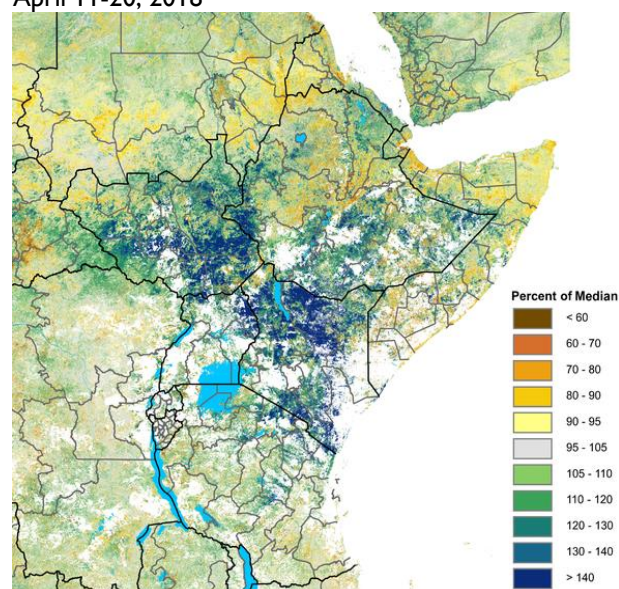 April 11-20, 2018
Percent of Median
< 60
60 - 70
70 - 80
80 - 90
90 - 95
95 - 105
105 - 110
110 - 120
120 - 130
130 - 140
> 140